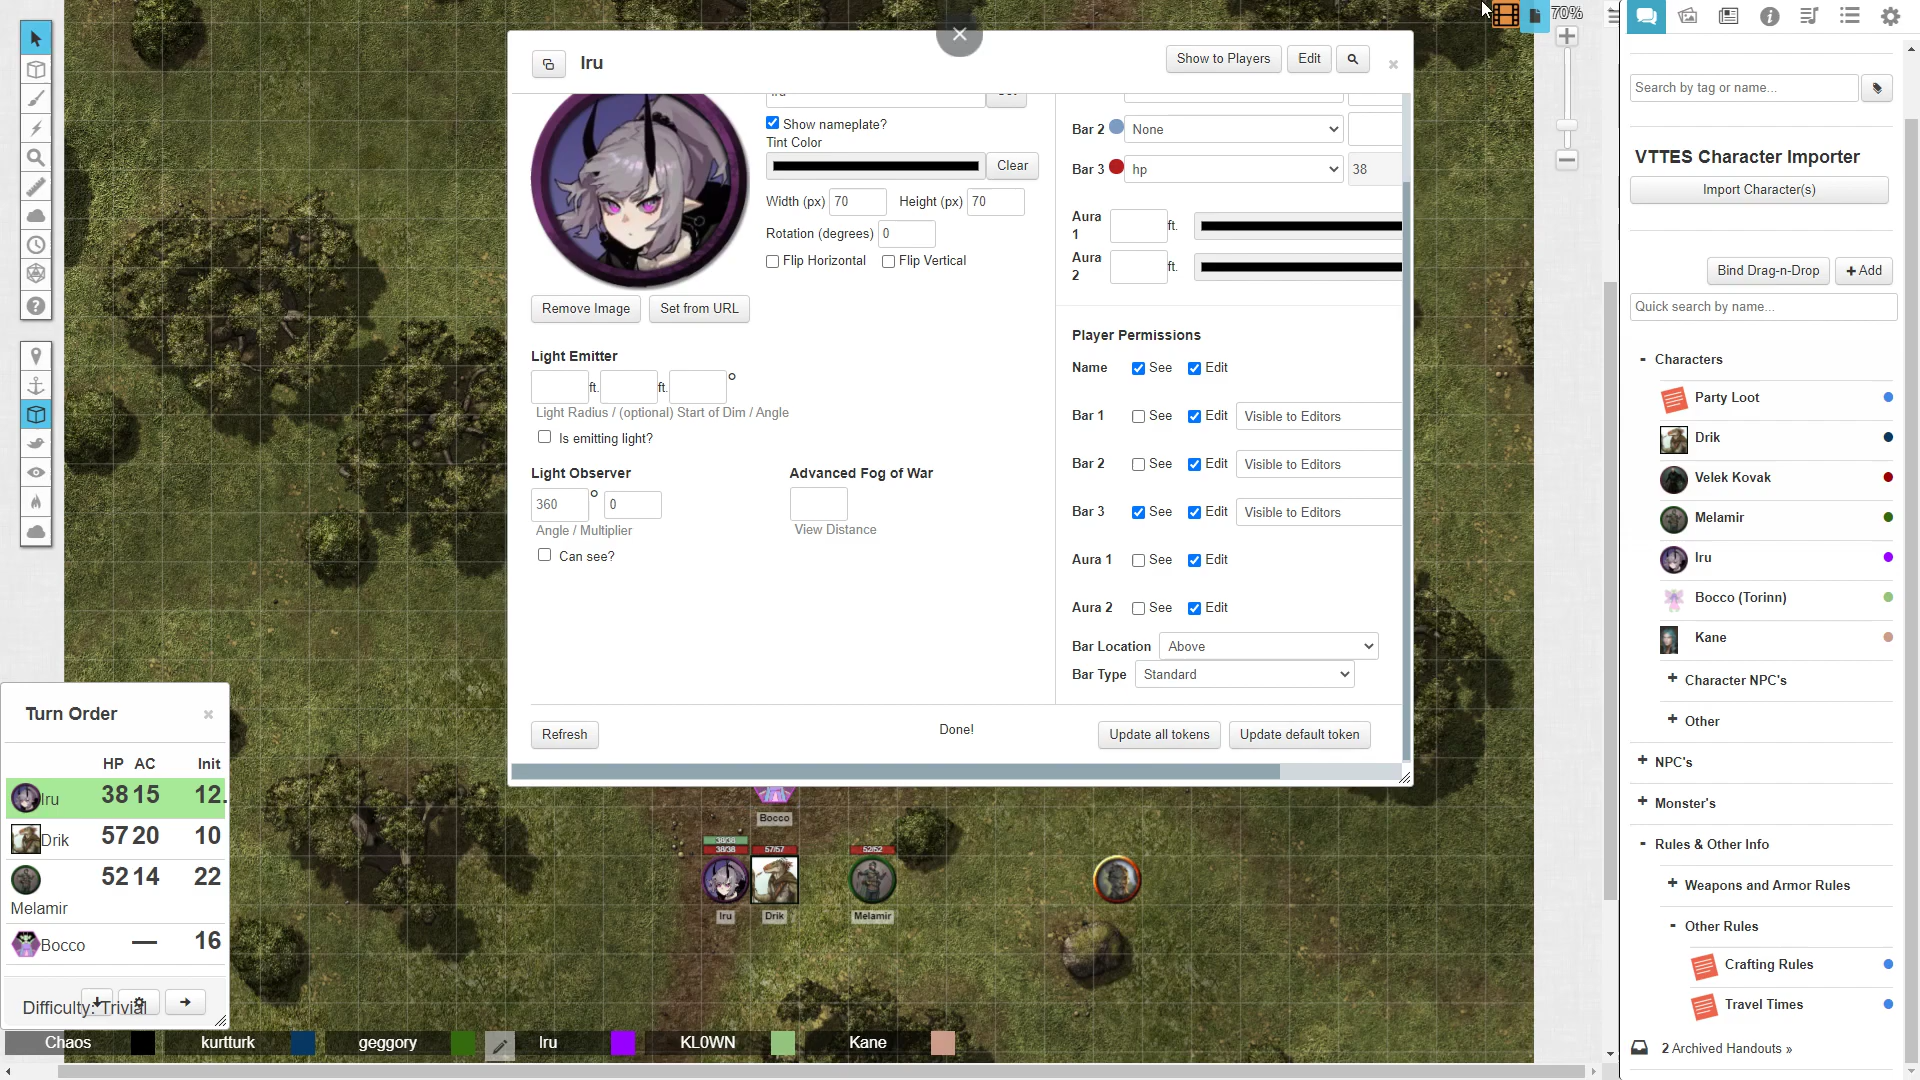 70%
Iru
Show to Players
Edit
Show nameplate?
Tint Color
Clear
Width (px) 70 Height (px) 70
Rotation (degrees) 0
Flip Horizontal Flip Vertical
Remove Image
Set from URL
Light Emitter
ft. ft. °
Light Radius / (optional) Start of Dim / Angle
Is emitting light?
Light Observer
360 ° 0
Angle / Multiplier
Can see?
Advanced Fog of War
View Distance
Bar 2 None
Bar 3 hp 38
Aura 1 ft.
Aura 2 ft.
Player Permissions
Name See Edit
Bar 1 See Edit Visible to Editors
Bar 2 See Edit Visible to Editors
Bar 3 See Edit Visible to Editors
Aura 1 See Edit
Aura 2 See Edit
Bar Location Above
Bar Type Standard
Refresh
Done!
Update all tokens
Update default token
Turn Order
HP AC Init
Iru 38 15 12.
Drik 57 20 10
52 14 22
Melamir
Bocco — 16
Difficulty: Trivial
Bocco
38/38
38/38
57/57
52/52
Iru
Drik
Melamir
Chaos
kurtturk
geggory
Iru
KL0WN
Kane
Search by tag or name...
VTTES Character Importer
Import Character(s)
Bind Drag-n-Drop
+ Add
Quick search by name...
- Characters
Party Loot
Drik
Velek Kovak
Melamir
Iru
Bocco (Torinn)
Kane
+ Character NPC's
+ Other
+ NPC's
+ Monster's
- Rules & Other Info
+ Weapons and Armor Rules
- Other Rules
Crafting Rules
Travel Times
2 Archived Handouts »